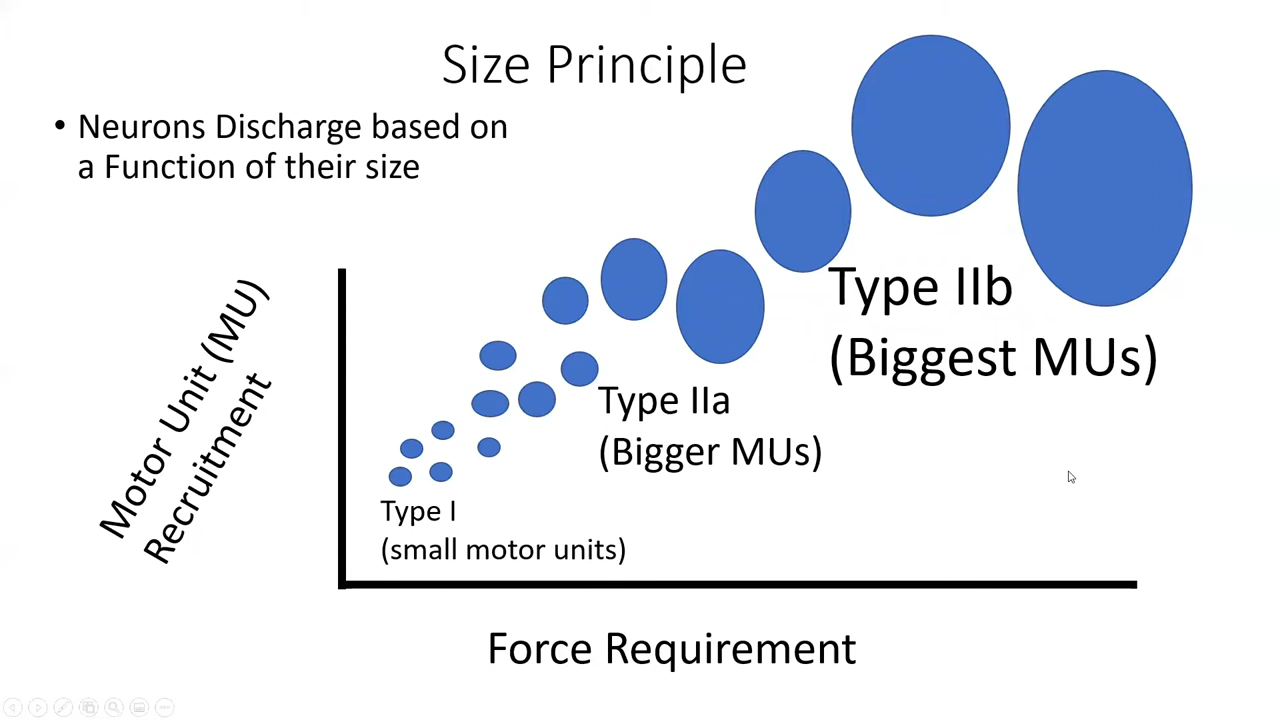 Size Principle
• Neurons Discharge based on
a Function of their size
Motor Unit (MU)
Recruitment
Type I
(small motor units)
Type IIa
(Bigger MUs)
Type IIb
(Biggest MUs)
Force Requirement